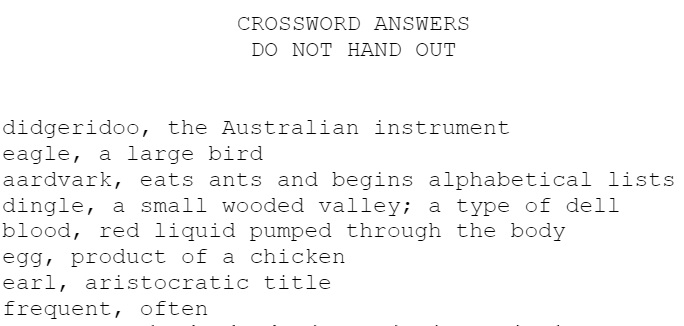 CROSSWORD ANSWERS
DO NOT HAND OUT
didgeridoo, the Australian instrument
eagle, a large bird
aardvark, eats ants and begins alphabetical lists
dingle, a small wooded valley; a type of dell
blood, red liquid pumped through the body
egg, product of a chicken
earl, aristocratic title
frequent, often